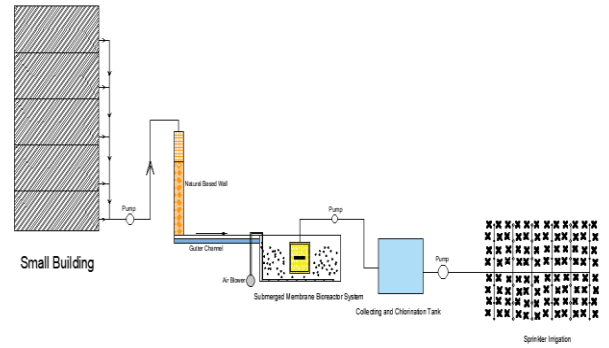 Small Building
Pump
Natural Based Wall
Gutter Channel
Air Blower
Pump
Submerged Membrane Bioreactor System
Collecting and Chlorination Tank
Pump
Sprinkler Irrigation